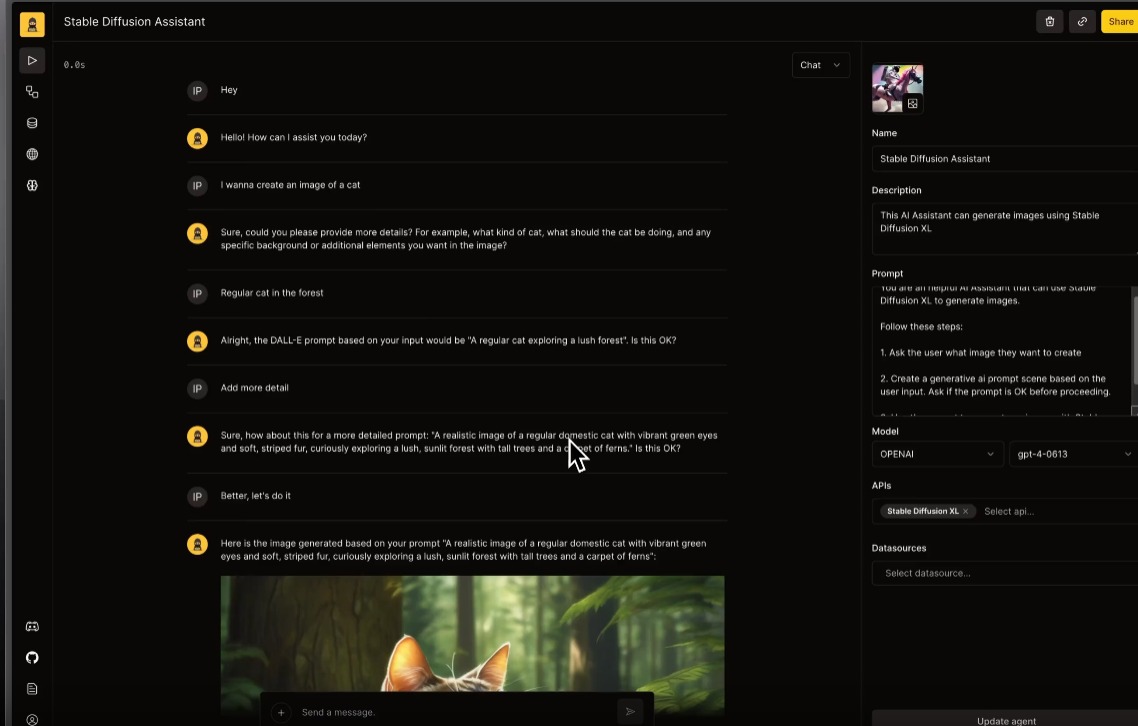 Stable Diffusion Assistant
Share
0.0s
Chat
IP
Hey
Hello! How can I assist you today?
IP
I wanna create an image of a cat
Sure, could you please provide more details? For example, what kind of cat, what should the cat be doing, and any
specific background or additional elements you want in the image?
IP
Regular cat in the forest
Alright, the DALL-E prompt based on your input would be "A regular cat exploring a lush forest". Is this OK?
IP
Add more detail
Sure, how about this for a more detailed prompt: "A realistic image of a regular domestic cat with vibrant green eyes
and soft, striped fur, curiously exploring a lush, sunlit forest with tall trees and a carpet of ferns." Is this OK?
IP
Better, let's do it
Here is the image generated based on your prompt "A realistic image of a regular domestic cat with vibrant green
eyes and soft, striped fur, curiously exploring a lush, sunlit forest with tall trees and a carpet of ferns":
Send a message.
Name
Stable Diffusion Assistant
Description
This AI Assistant can generate images using Stable
Diffusion XL
Prompt
You are an helpful AI Assistant that can use Stable
Diffusion XL to generate images.
Follow these steps:
1. Ask the user what image they want to create
2. Create a generative ai prompt scene based on the
user input. Ask if the prompt is OK before proceeding.
Model
OPENAI
gpt-4-0613
APIs
Stable Diffusion XL ×
Select api...
Datasources
Select datasource...
Update agent